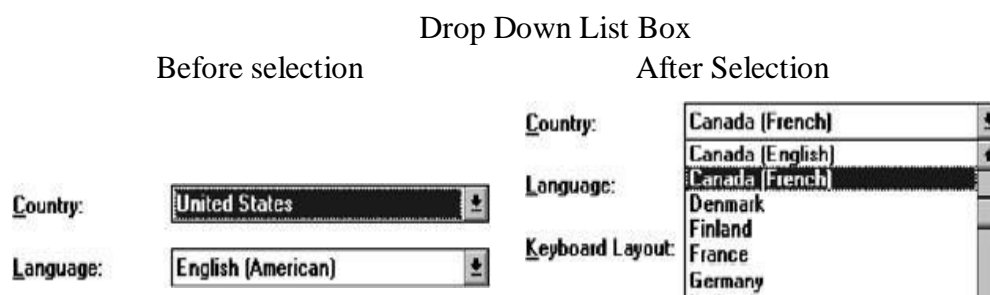 Drop Down List Box
Before selection
After Selection
Country:
United States
Language:
English (American)
Country:
Canada (French)
Canada (English)
Canada (French)
Language:
Denmark
Finland
Keyboard Layout:
France
Germany